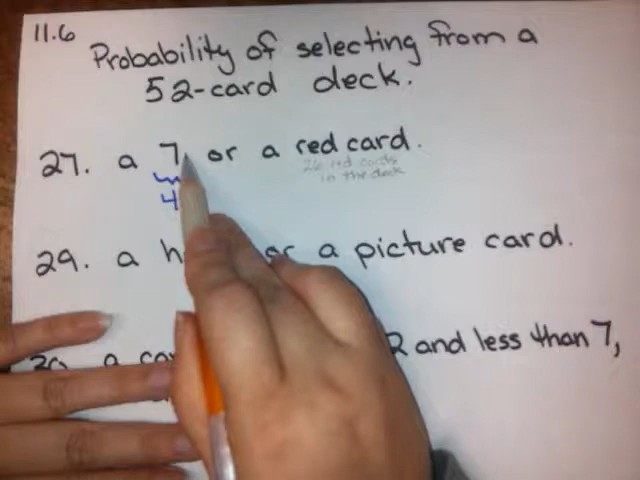 11.6
Probability of selecting from a
52-card deck.
27. a 7 or a red card.
26 red cards
in the deck
4
29. a h or a picture card.
a 2 and less than 7,